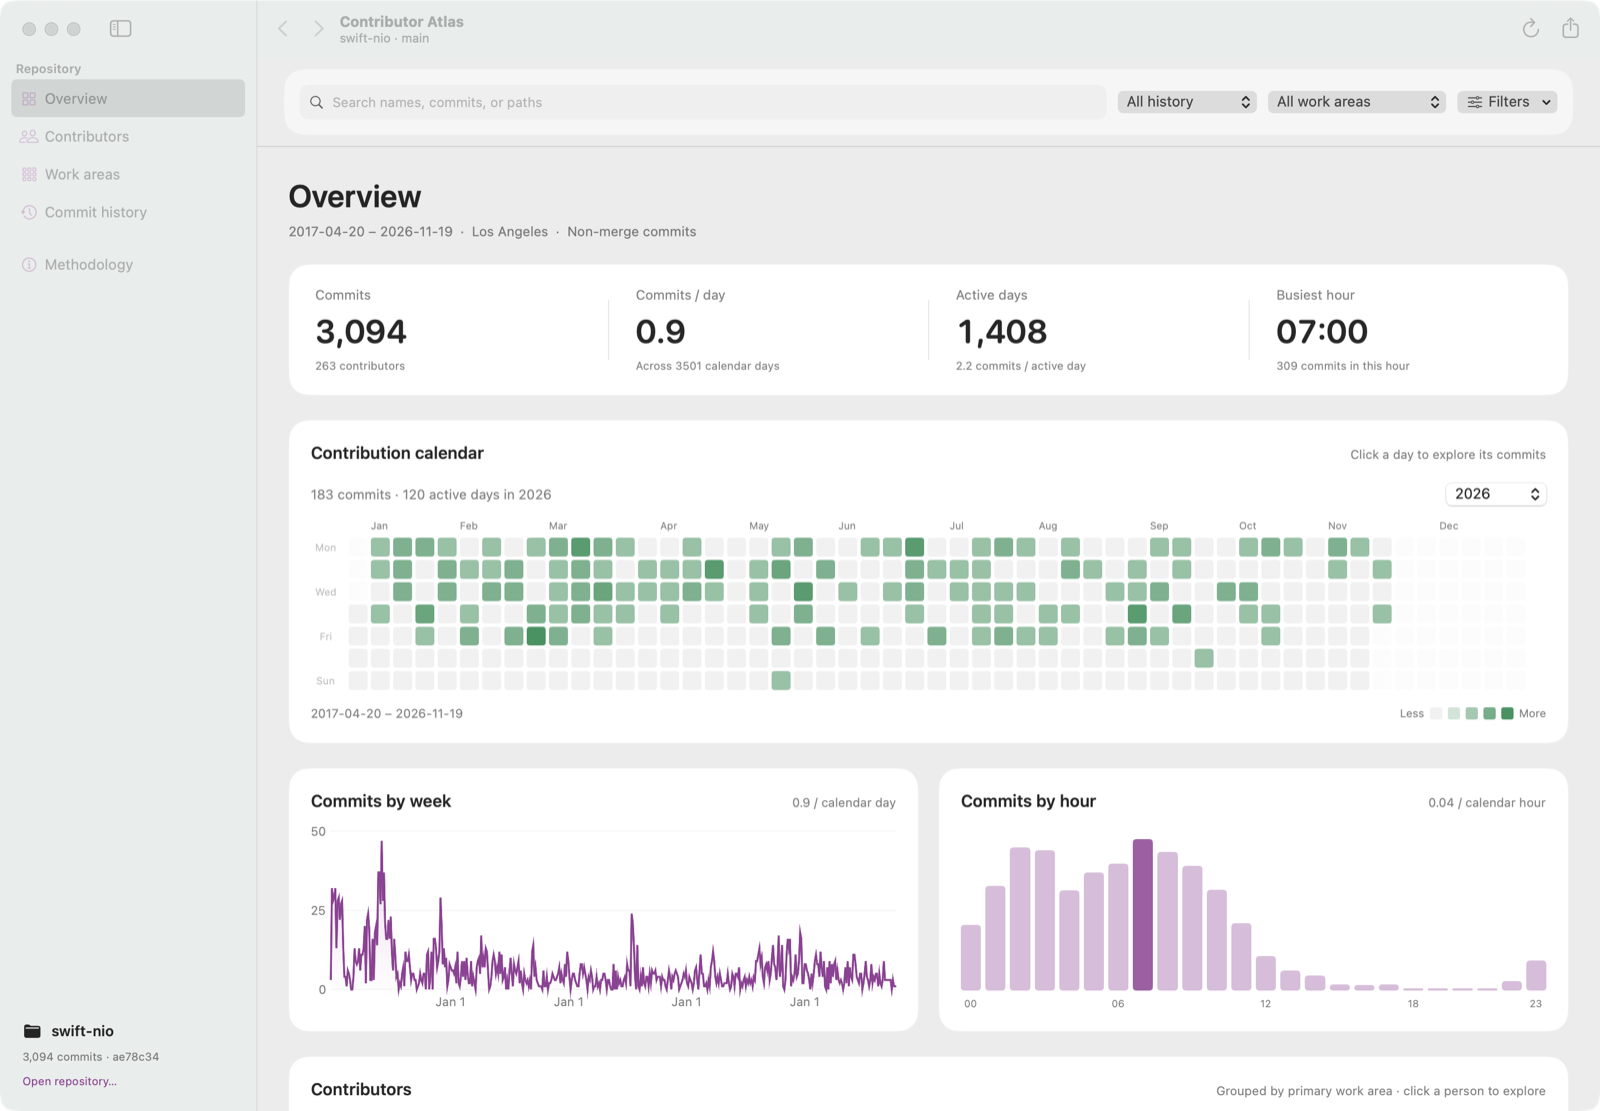 Contributor Atlas
swift-nio · main
Repository
Overview
Contributors
Work areas
Commit history
Methodology
swift-nio
3,094 commits · ae78c34
Open repository...
Search names, commits, or paths
All history
All work areas
Filters
Overview
2017-04-20 – 2026-11-19 · Los Angeles · Non-merge commits
Commits
3,094
263 contributors
Commits / day
0.9
Across 3501 calendar days
Active days
1,408
2.2 commits / active day
Busiest hour
07:00
309 commits in this hour
Contribution calendar
Click a day to explore its commits
183 commits · 120 active days in 2026
2026
Jan Feb Mar Apr May Jun Jul Aug Sep Oct Nov Dec
Mon
Wed
Fri
Sun
2017-04-20 – 2026-11-19
Less More
Commits by week
0.9 / calendar day
50
25
0
Jan 1 Jan 1 Jan 1 Jan 1
Commits by hour
0.04 / calendar hour
00 06 12 18 23
Contributors
Grouped by primary work area · click a person to explore